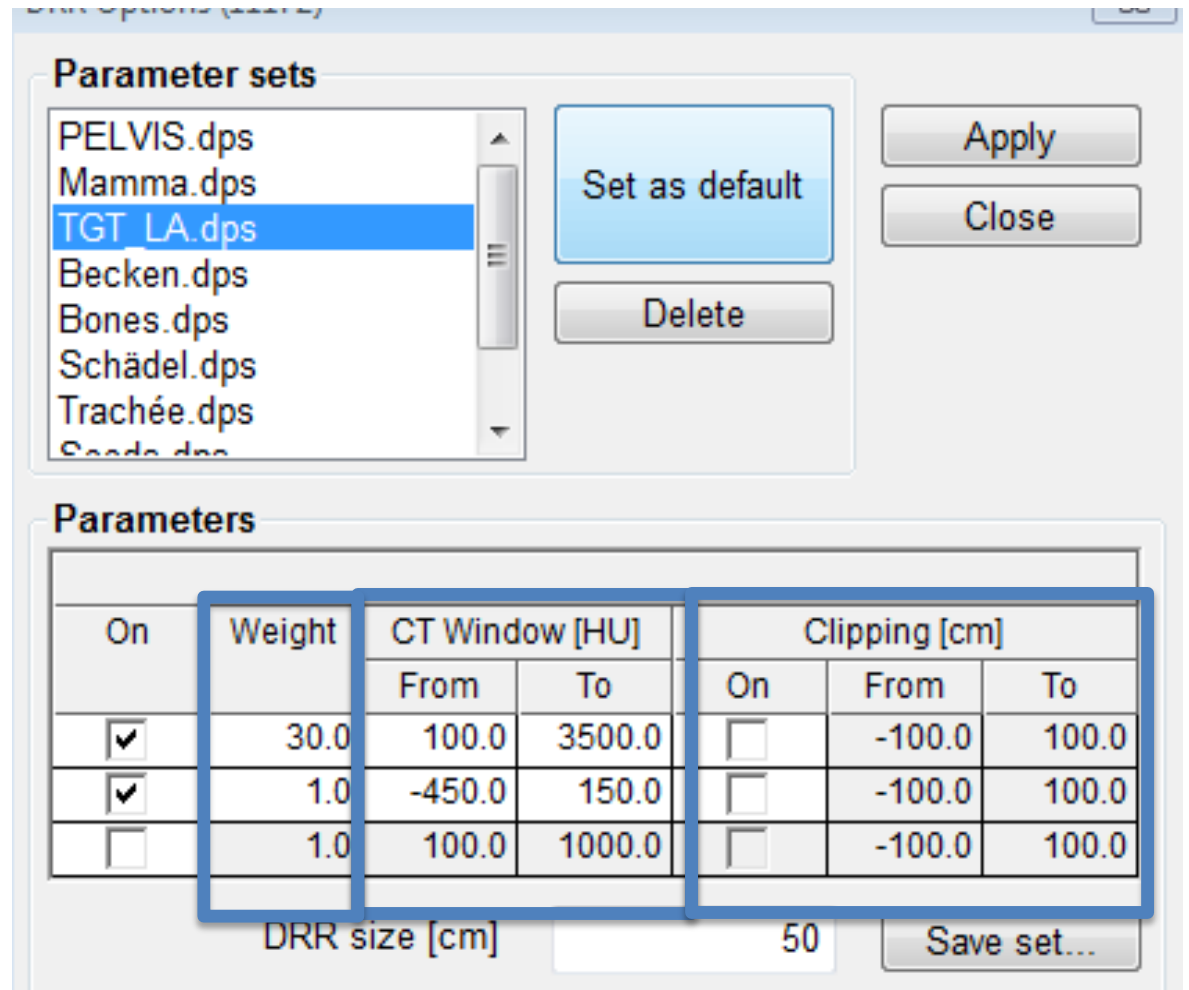 Parameter sets
PELVIS.dps
Mamma.dps
TGT_LA.dps
Becken.dps
Bones.dps
Schädel.dps
Trachée.dps
Set as default
Delete
Apply
Close
Parameters
On Weight CT Window [HU] Clipping [cm]
From To On From To
30.0 100.0 3500.0 -100.0 100.0
1.0 -450.0 150.0 -100.0 100.0
1.0 100.0 1000.0 -100.0 100.0
DRR size [cm] 50 Save set...